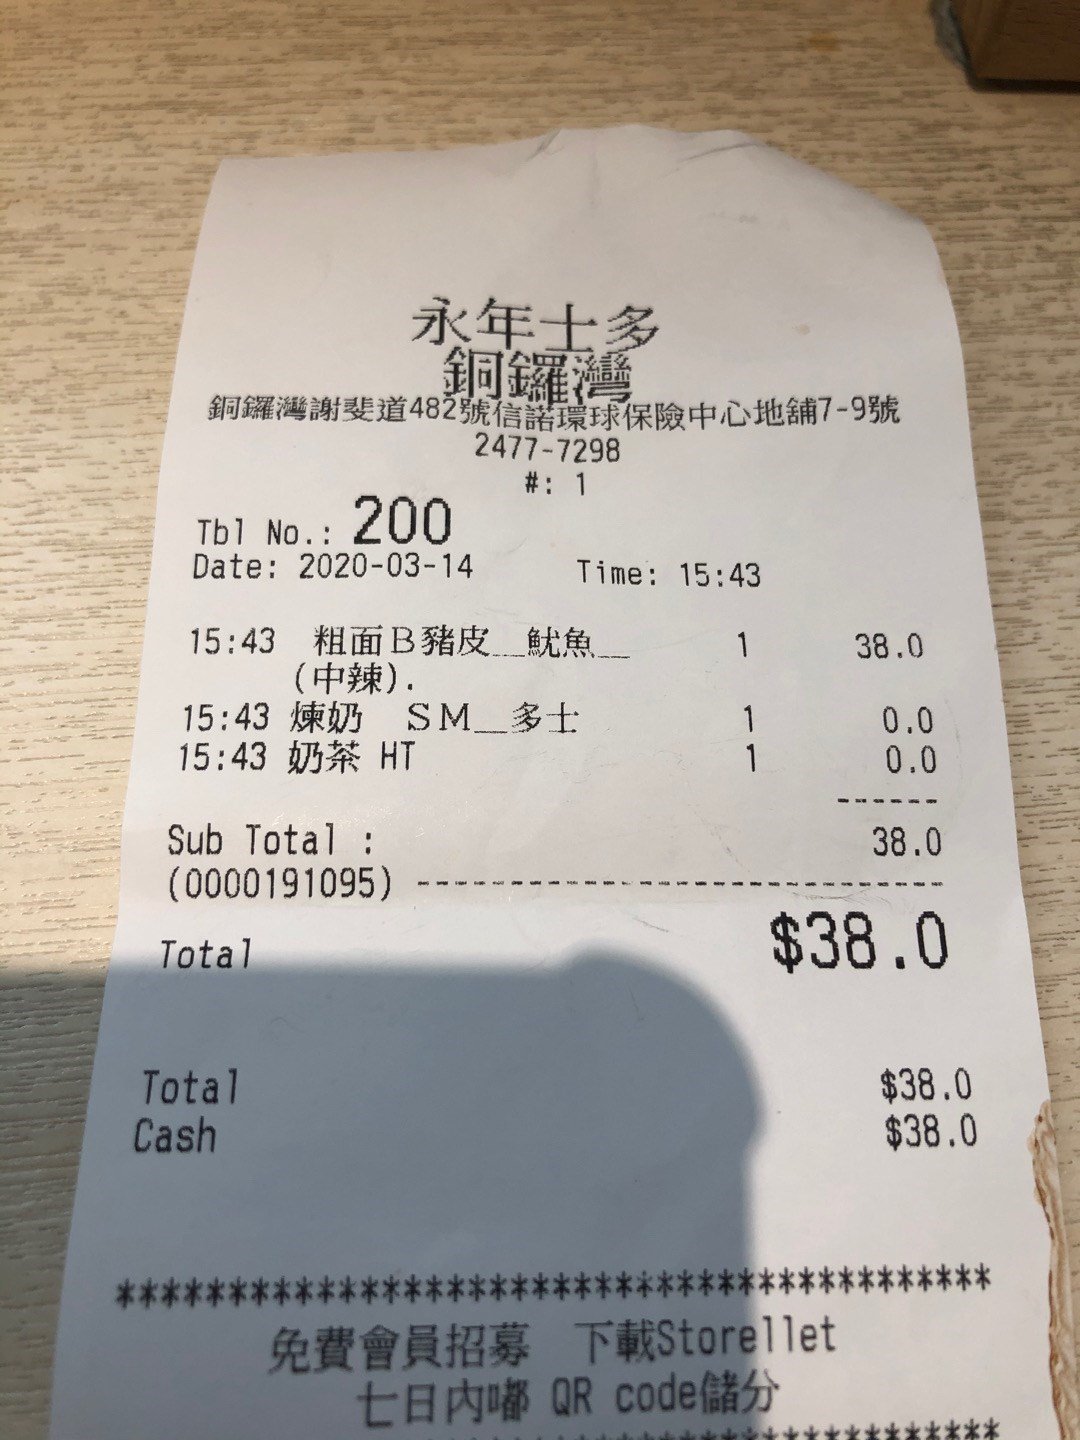 永年士多
銅鑼灣
銅鑼灣謝斐道482號信諾環球保險中心地舖7-9號
2477-7298
#: 1
Tbl No.: 200
Date: 2020-03-14 Time: 15:43
15:43 粗面B豬皮__魷魚__ 1 38.0
(中辣).
15:43 煉奶 SM__多士 1 0.0
15:43 奶茶 HT 1 0.0
------
Sub Total : 38.0
(0000191095) ------------------------------
Total $38.0
Total $38.0
Cash $38.0
****************************************
免費會員招募 下載Storellet
七日內嘟 QR code儲分
****************************************